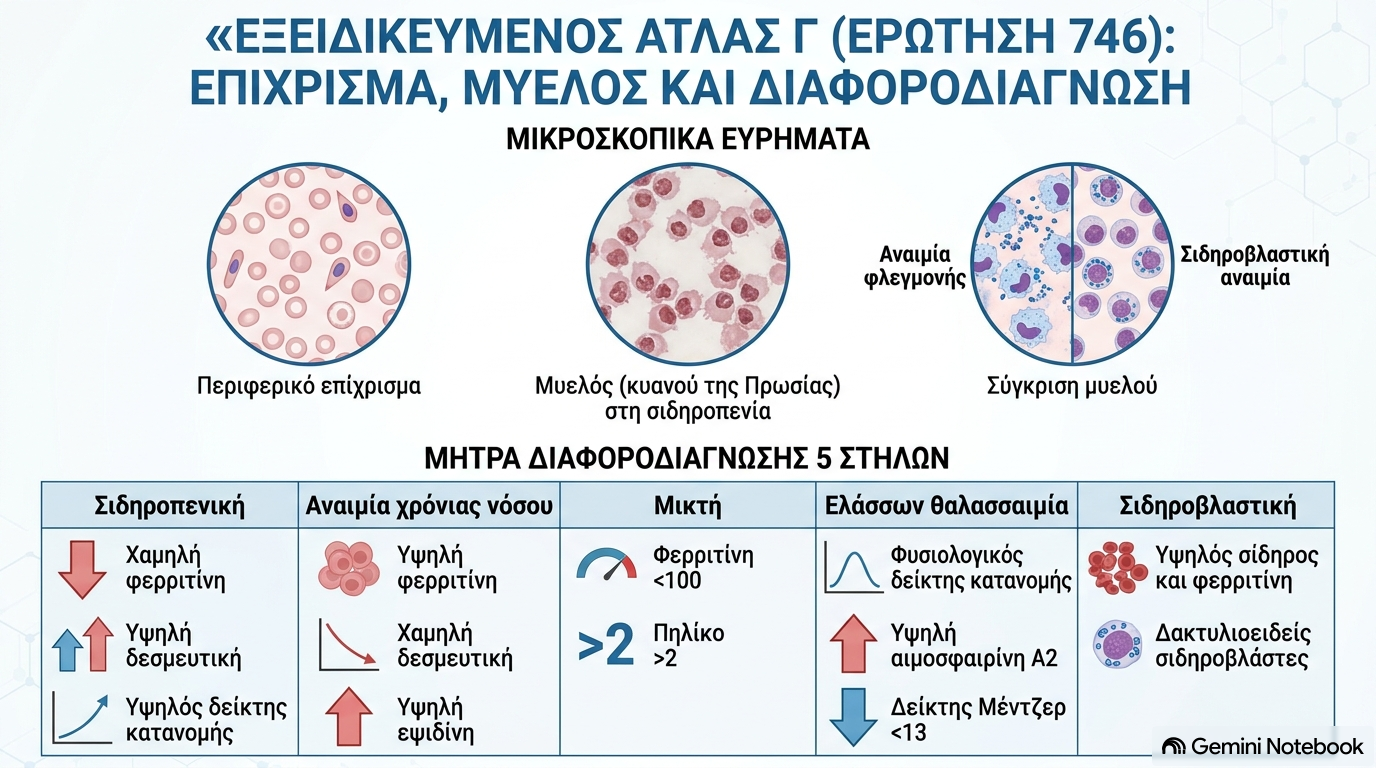 «ΕΞΕΙΔΙΚΕΥΜΕΝΟΣ ΑΤΛΑΣ Γ (ΕΡΩΤΗΣΗ 746):
ΕΠΙΧΡΙΣΜΑ, ΜΥΕΛΟΣ ΚΑΙ ΔΙΑΦΟΡΟΔΙΑΓΝΩΣΗ
ΜΙΚΡΟΣΚΟΠΙΚΑ ΕΥΡΗΜΑΤΑ
Αναιμία
φλεγμονής
Σιδηροβλαστική
αναιμία
Περιφερικό επίχρισμα
Μυελός (κυανού της Πρωσίας)
στη σιδηροπενία
Σύγκριση μυελού
ΜΗΤΡΑ ΔΙΑΦΟΡΟΔΙΑΓΝΩΣΗΣ 5 ΣΤΗΛΩΝ
Σιδηροπενική
Χαμηλή
φερριτίνη
Υψηλή
δεσμευτική
Υψηλός δείκτης
κατανομής
Αναιμία χρόνιας νόσου
Υψηλή
φερριτίνη
Χαμηλή
δεσμευτική
Υψηλή
εψιδίνη
Μικτή
Φερριτίνη
<100
>2
Πηλίκο
>2
Ελάσσων θαλασσαιμία
Φυσιολογικός
δείκτης κατανομής
Υψηλή
αιμοσφαιρίνη Α2
Δείκτης Μέντζερ
<13
Σιδηροβλαστική
Υψηλός σίδηρος
και φερριτίνη
Δακτυλιοειδείς
σιδηροβλάστες
Gemini Notebook